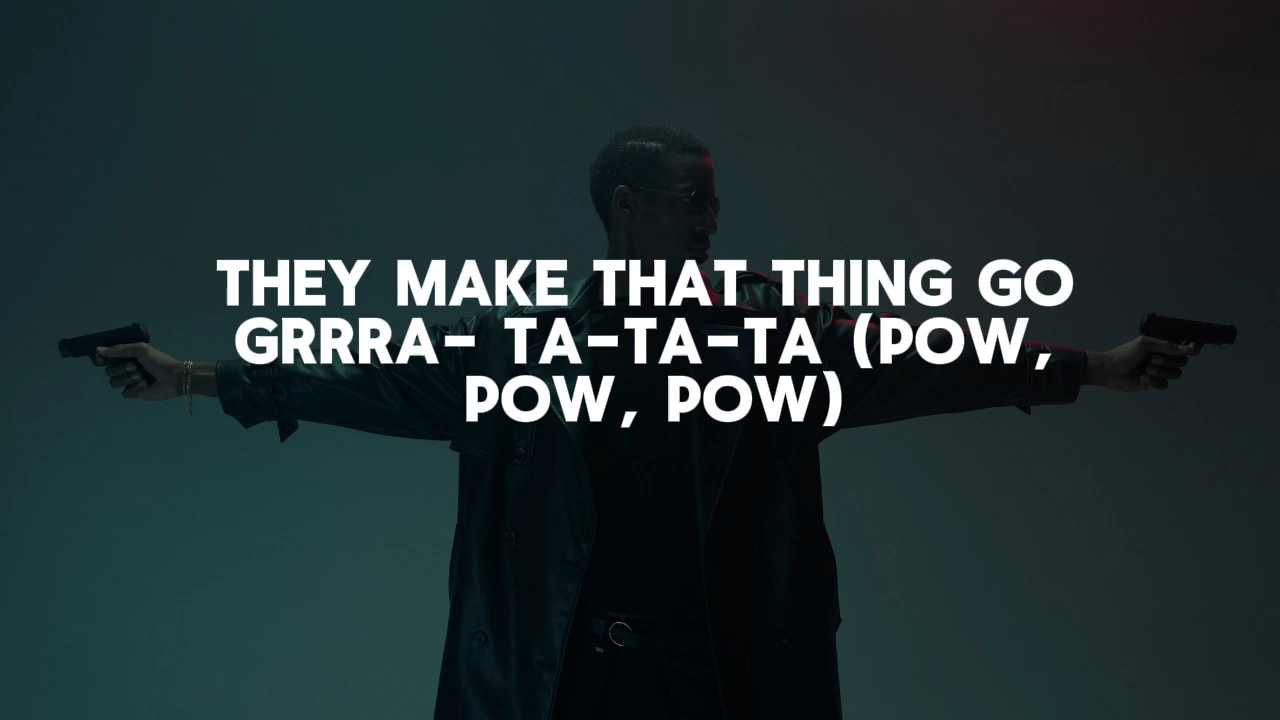 THEY MAKE THAT THING GO
GRRRA- TA-TA-TA (POW,
POW, POW)